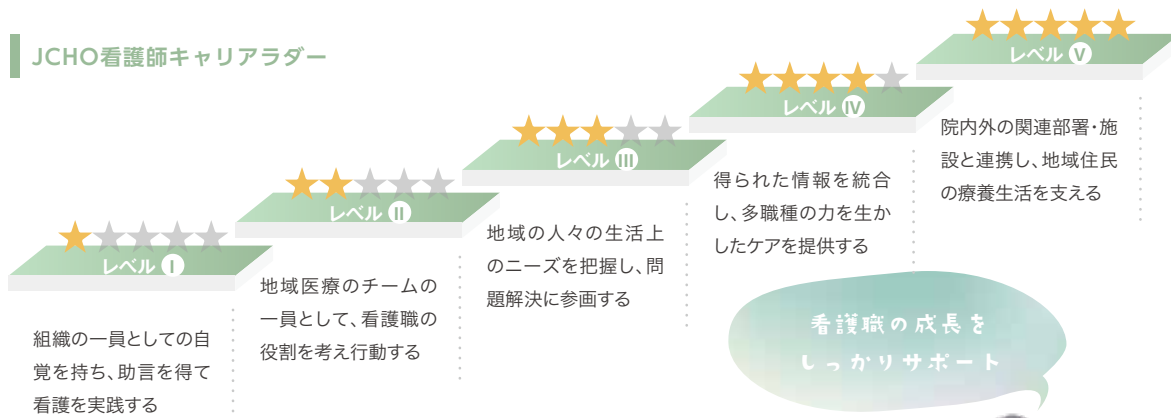 JCHO看護師キャリアラダー
レベル Ⅰ
組織の一員としての自
覚を持ち、助言を得て
看護を実践する
レベル Ⅱ
地域医療のチームの
一員として、看護職の
役割を考え行動する
レベル Ⅲ
地域の人々の生活上
のニーズを把握し、問
題解決に参画する
レベル Ⅳ
得られた情報を統合
し、多職種の力を生か
したケアを提供する
レベル Ⅴ
院内外の関連部署・施
設と連携し、地域住民
の療養生活を支える
看護職の成長を
しっかりサポート